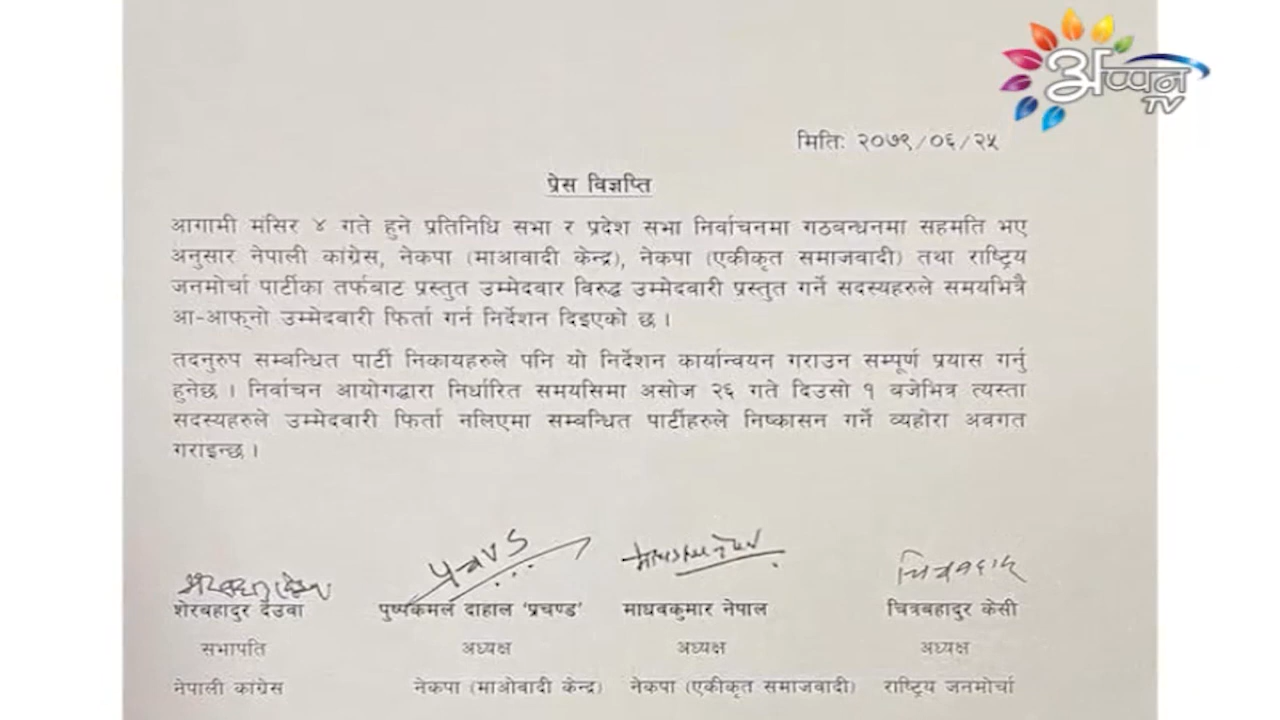 अप्पन
TV
मिति: २०७९/०६/२५
प्रेस विज्ञप्ति
आगामी मंसिर ४ गते हुने प्रतिनिधि सभा र प्रदेश सभा निर्वाचनमा गठबन्धनमा सहमति भए
अनुसार नेपाली कांग्रेस, नेकपा (माआवादी केन्द्र), नेकपा (एकीकृत समाजवादी) तथा राष्ट्रिय
जनमोर्चा पार्टीका तर्फबाट प्रस्तुत उम्मेदवार विरुद्ध उम्मेदवारी प्रस्तुत गर्ने सदस्यहरुले समयभित्रै
आ-आफ्नो उम्मेदवारी फिर्ता गर्न निर्देशन दिइएको छ ।
तदनुरुप सम्बन्धित पार्टी निकायहरुले पनि यो निर्देशन कार्यान्वयन गराउन सम्पूर्ण प्रयास गर्नु
हुनेछ । निर्वाचन आयोगद्वारा निर्धारित समयसिमा असोज २६ गते दिउसो १ बजेभित्र त्यस्ता
सदस्यहरुले उम्मेदवारी फिर्ता नलिएमा सम्बन्धित पार्टीहरुले निष्कासन गर्ने व्यहोरा अवगत
गराइन्छ ।
शेरबहादुर देउवा पुष्पकमल दाहाल 'प्रचण्ड' माधवकुमार नेपाल चित्रबहादुर केसी
सभापति अध्यक्ष अध्यक्ष अध्यक्ष
नेपाली कांग्रेस नेकपा (माओवादी केन्द्र) नेकपा (एकीकृत समाजवादी) राष्ट्रिय जनमोर्चा